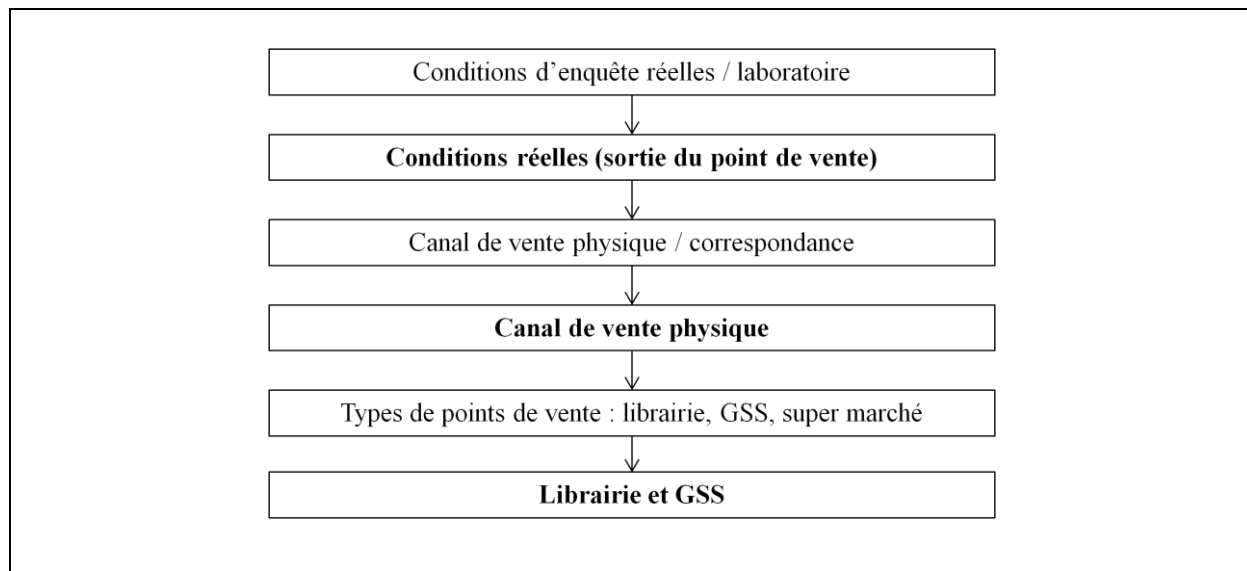 Conditions d’enquête réelles / laboratoire
Conditions réelles (sortie du point de vente)
Canal de vente physique / correspondance
Canal de vente physique
Types de points de vente : librairie, GSS, super marché
Librairie et GSS